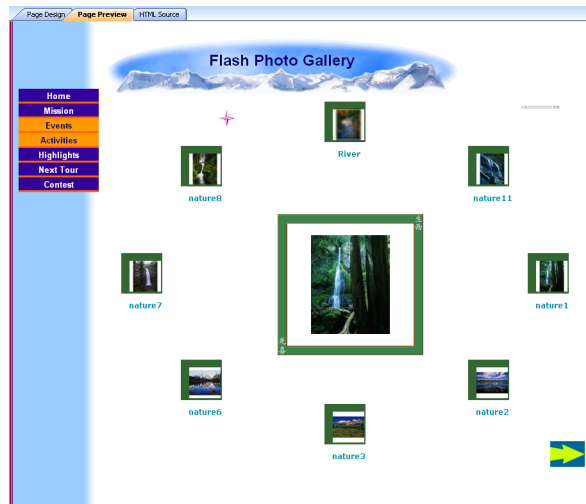 Page Design
Page Preview
HTML Source
Flash Photo Gallery
Home
Mission
Events
Activities
Highlights
Next Tour
Contest
River
nature8
nature11
nature7
nature1
nature6
nature2
nature3